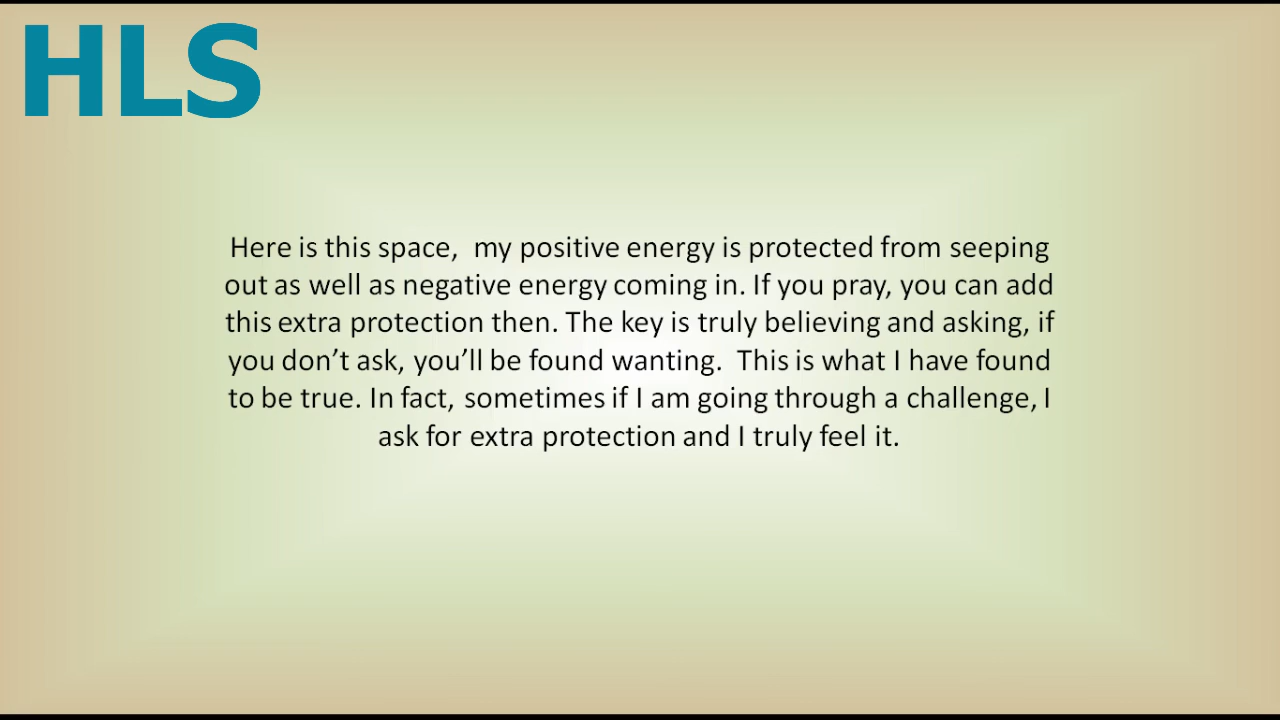 HLS
Here is this space,  my positive energy is protected from seeping
out as well as negative energy coming in. If you pray, you can add
this extra protection then. The key is truly believing and asking, if
you don’t ask, you’ll be found wanting.  This is what I have found
to be true. In fact, sometimes if I am going through a challenge, I
ask for extra protection and I truly feel it.